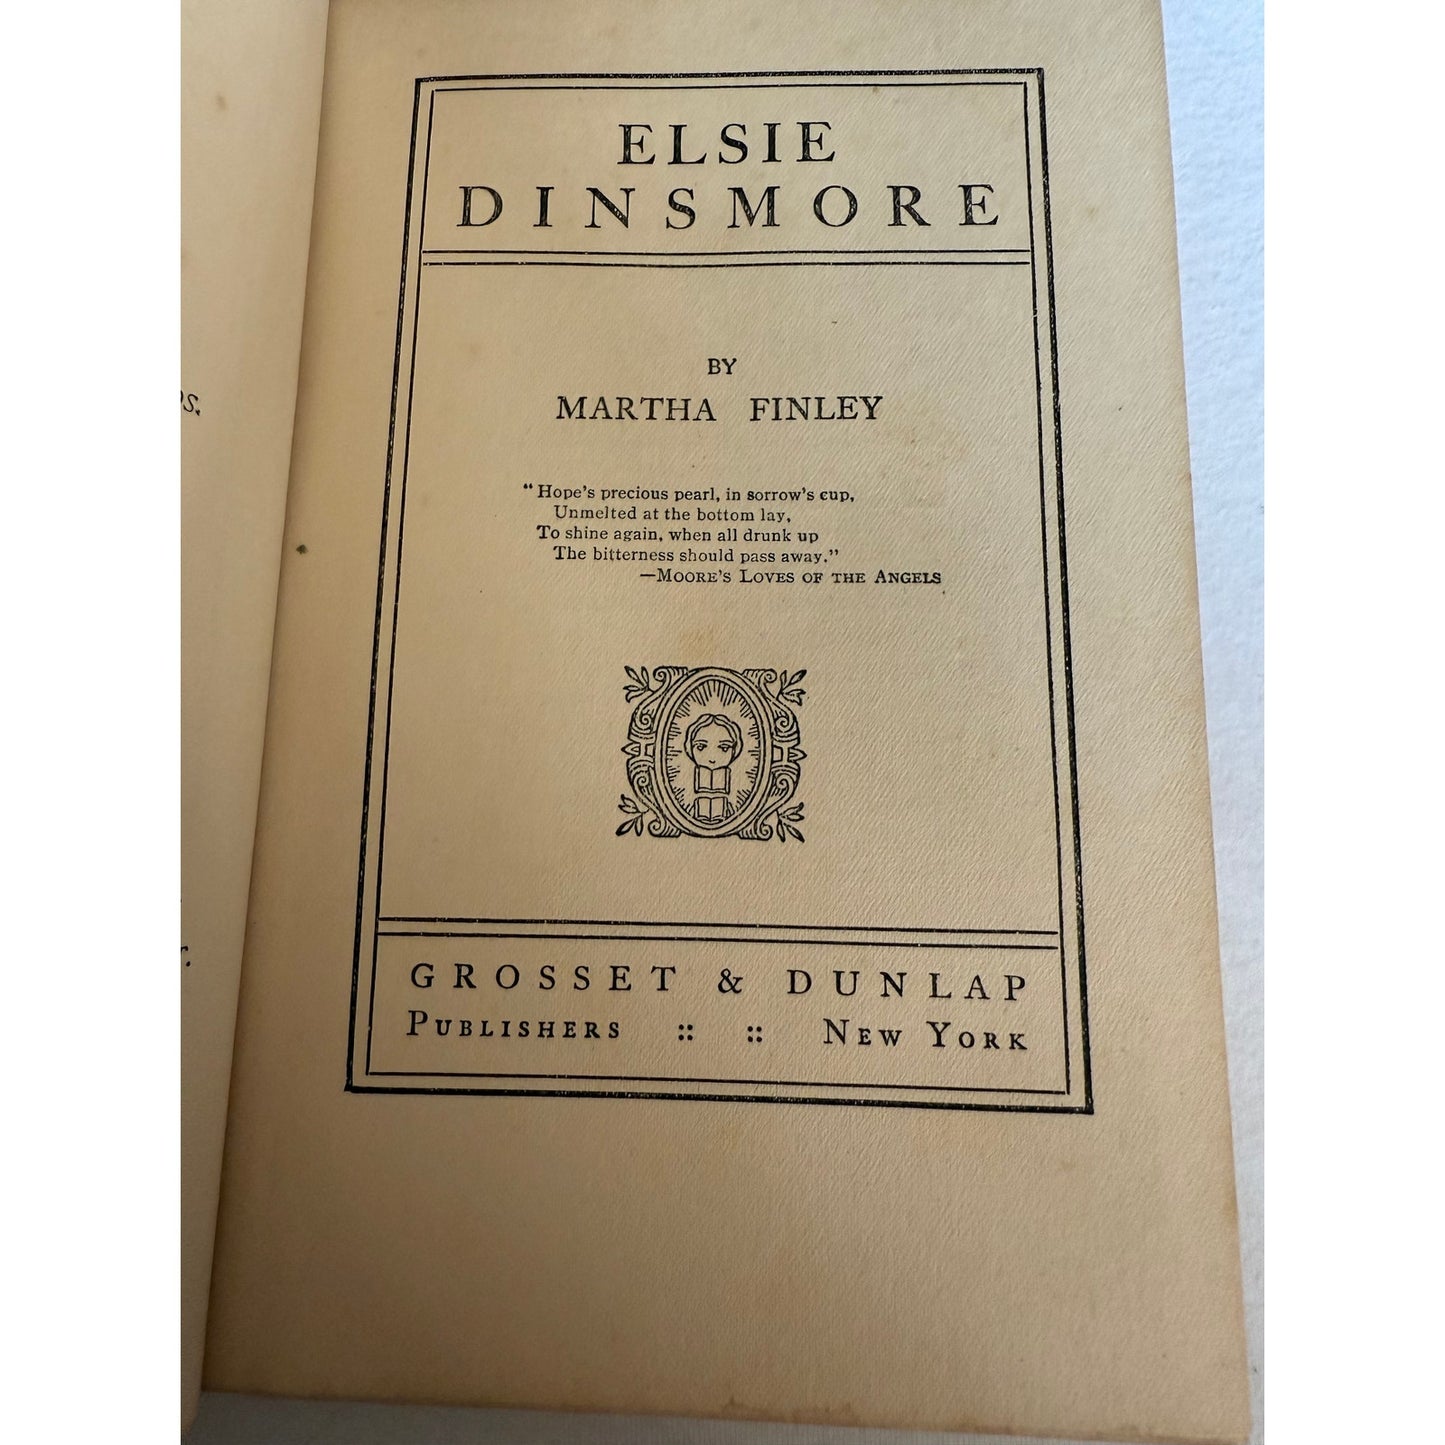 ELSIE
DINSMORE
BY
MARTHA FINLEY
“Hope's precious pearl, in sorrow's cup,
Unmelted at the bottom lay,
To shine again, when all drunk up
The bitterness should pass away.”
—MOORE'S LOVES OF THE ANGELS
GROSSET & DUNLAP
PUBLISHERS :: :: NEW YORK